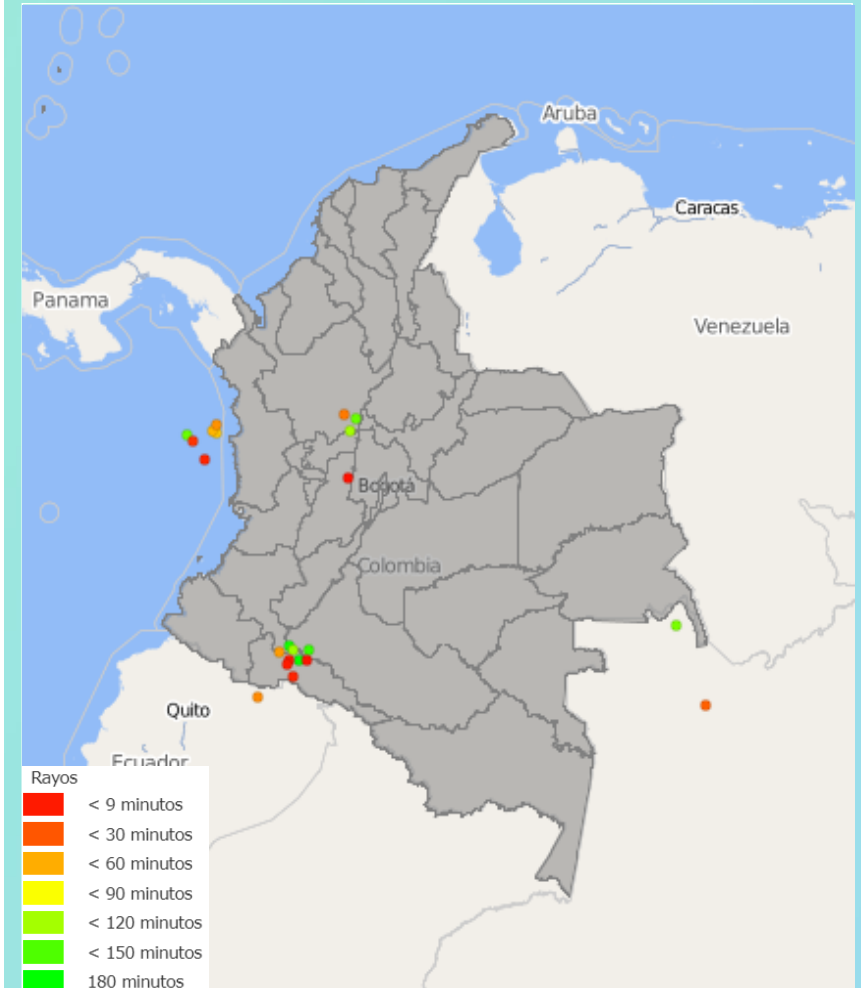 Aruba
Caracas
Panama
Venezuela
Bogotá
Colombia
Quito
Ecuador
Rayos
< 9 minutos
< 30 minutos
< 60 minutos
< 90 minutos
< 120 minutos
< 150 minutos
180 minutos